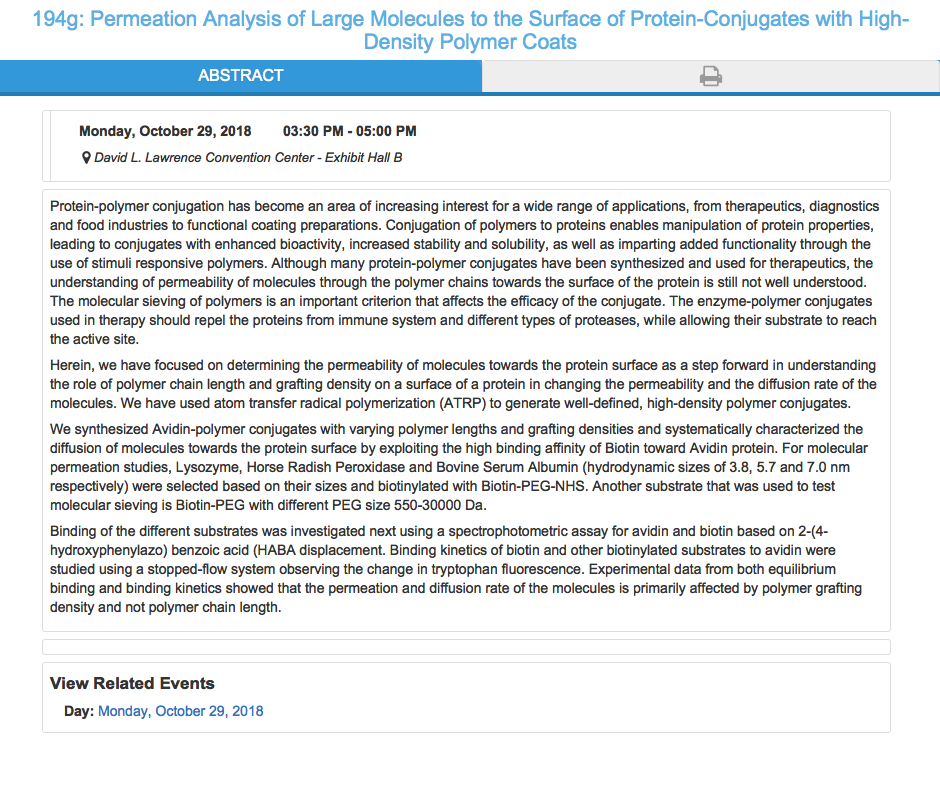 194g: Permeation Analysis of Large Molecules to the Surface of Protein-Conjugates with High-
Density Polymer Coats
ABSTRACT
Monday, October 29, 2018 03:30 PM - 05:00 PM
David L. Lawrence Convention Center - Exhibit Hall B
Protein-polymer conjugation has become an area of increasing interest for a wide range of applications, from therapeutics, diagnostics
and food industries to functional coating preparations. Conjugation of polymers to proteins enables manipulation of protein properties,
leading to conjugates with enhanced bioactivity, increased stability and solubility, as well as imparting added functionality through the
use of stimuli responsive polymers. Although many protein-polymer conjugates have been synthesized and used for therapeutics, the
understanding of permeability of molecules through the polymer chains towards the surface of the protein is still not well understood.
The molecular sieving of polymers is an important criterion that affects the efficacy of the conjugate. The enzyme-polymer conjugates
used in therapy should repel the proteins from immune system and different types of proteases, while allowing their substrate to reach
the active site.
Herein, we have focused on determining the permeability of molecules towards the protein surface as a step forward in understanding
the role of polymer chain length and grafting density on a surface of a protein in changing the permeability and the diffusion rate of the
molecules. We have used atom transfer radical polymerization (ATRP) to generate well-defined, high-density polymer conjugates.
We synthesized Avidin-polymer conjugates with varying polymer lengths and grafting densities and systematically characterized the
diffusion of molecules towards the protein surface by exploiting the high binding affinity of Biotin toward Avidin protein. For molecular
permeation studies, Lysozyme, Horse Radish Peroxidase and Bovine Serum Albumin (hydrodynamic sizes of 3.8, 5.7 and 7.0 nm
respectively) were selected based on their sizes and biotinylated with Biotin-PEG-NHS. Another substrate that was used to test
molecular sieving is Biotin-PEG with different PEG size 550-30000 Da.
Binding of the different substrates was investigated next using a spectrophotometric assay for avidin and biotin based on 2-(4-
hydroxyphenylazo) benzoic acid (HABA displacement. Binding kinetics of biotin and other biotinylated substrates to avidin were
studied using a stopped-flow system observing the change in tryptophan fluorescence. Experimental data from both equilibrium
binding and binding kinetics showed that the permeation and diffusion rate of the molecules is primarily affected by polymer grafting
density and not polymer chain length.
View Related Events
Day: Monday, October 29, 2018